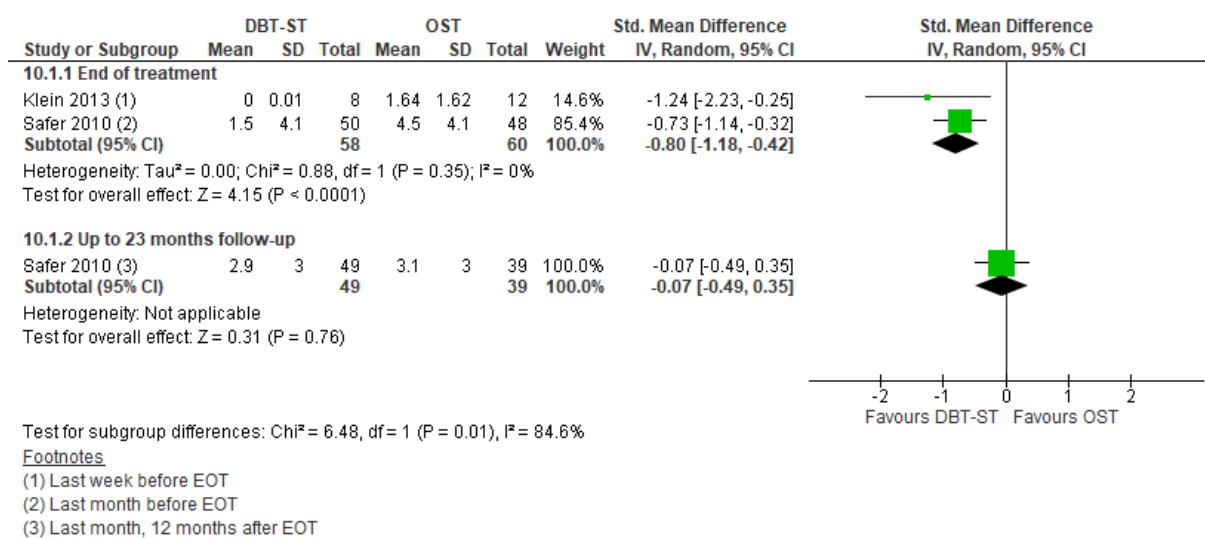 DBT-ST OST Std. Mean Difference Std. Mean Difference
Study or Subgroup Mean SD Total Mean SD Total Weight IV, Random, 95% CI IV, Random, 95% CI
10.1.1 End of treatment
Klein 2013 (1) 0 0.01 8 1.64 1.62 12 14.6% -1.24 [-2.23, -0.25]
Safer 2010 (2) 1.5 4.1 50 4.5 4.1 48 85.4% -0.73 [-1.14, -0.32]
Subtotal (95% CI) 58 60 100.0% -0.80 [-1.18, -0.42]
Heterogeneity: Tau² = 0.00; Chi² = 0.88, df = 1 (P = 0.35); I² = 0%
Test for overall effect: Z = 4.15 (P < 0.0001)
10.1.2 Up to 23 months follow-up
Safer 2010 (3) 2.9 3 49 3.1 3 39 100.0% -0.07 [-0.49, 0.35]
Subtotal (95% CI) 49 39 100.0% -0.07 [-0.49, 0.35]
Heterogeneity: Not applicable
Test for overall effect: Z = 0.31 (P = 0.76)
-2 -1 0 1 2
Favours DBT-ST Favours OST
Test for subgroup differences: Chi² = 6.48, df = 1 (P = 0.01), I² = 84.6%
Footnotes
(1) Last week before EOT
(2) Last month before EOT
(3) Last month, 12 months after EOT